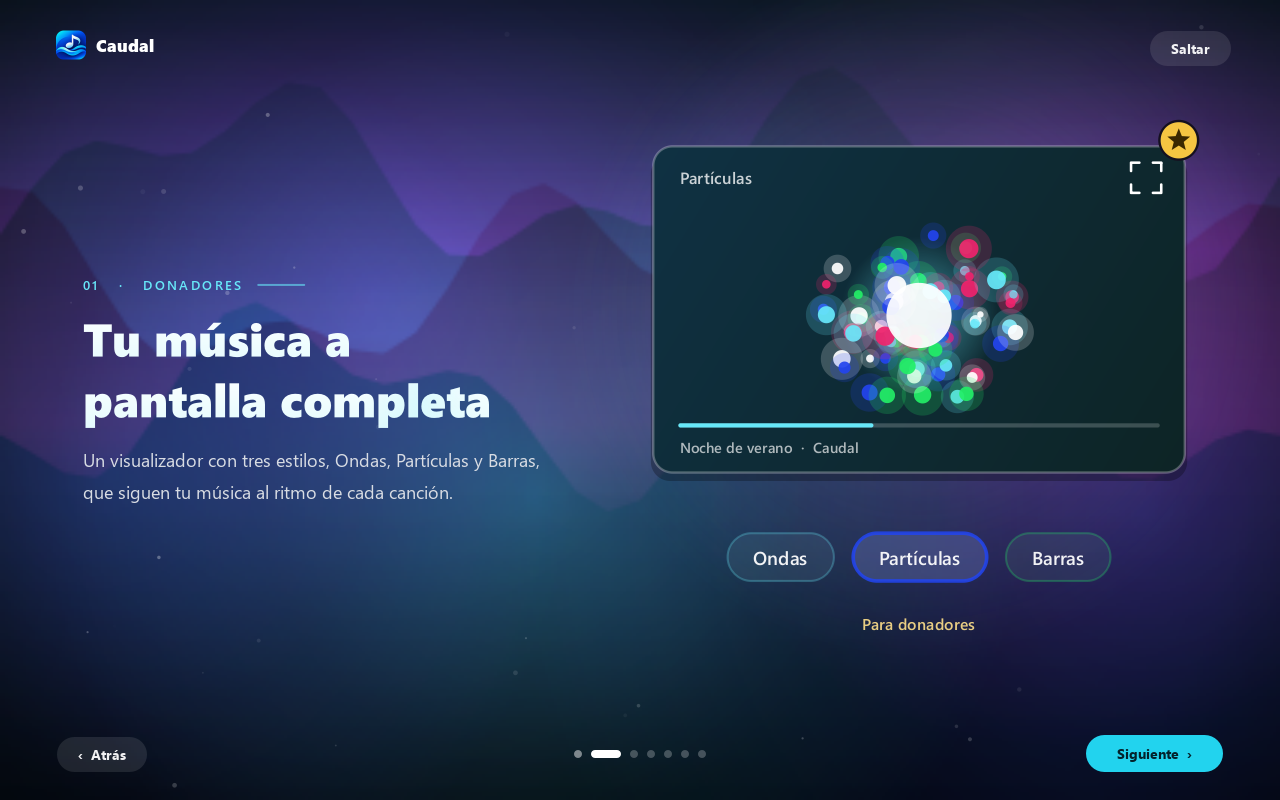 Caudal
Saltar
01 · DONADORES
Tu música a
pantalla completa
Un visualizador con tres estilos, Ondas, Partículas y Barras,
que siguen tu música al ritmo de cada canción.
Partículas
Noche de verano · Caudal
Ondas
Partículas
Barras
Para donadores
‹ Atrás
Siguiente ›